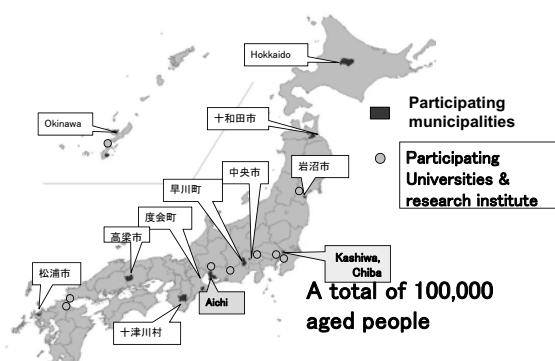 Hokkaido
Okinawa
十和田市
Participating
municipalities
中央市
岩沼市
Participating
Universities &
research institute
早川町
度会町
高梁市
松浦市
Kashiwa,
Chiba
Aichi
A total of 100,000
aged people
十津川村